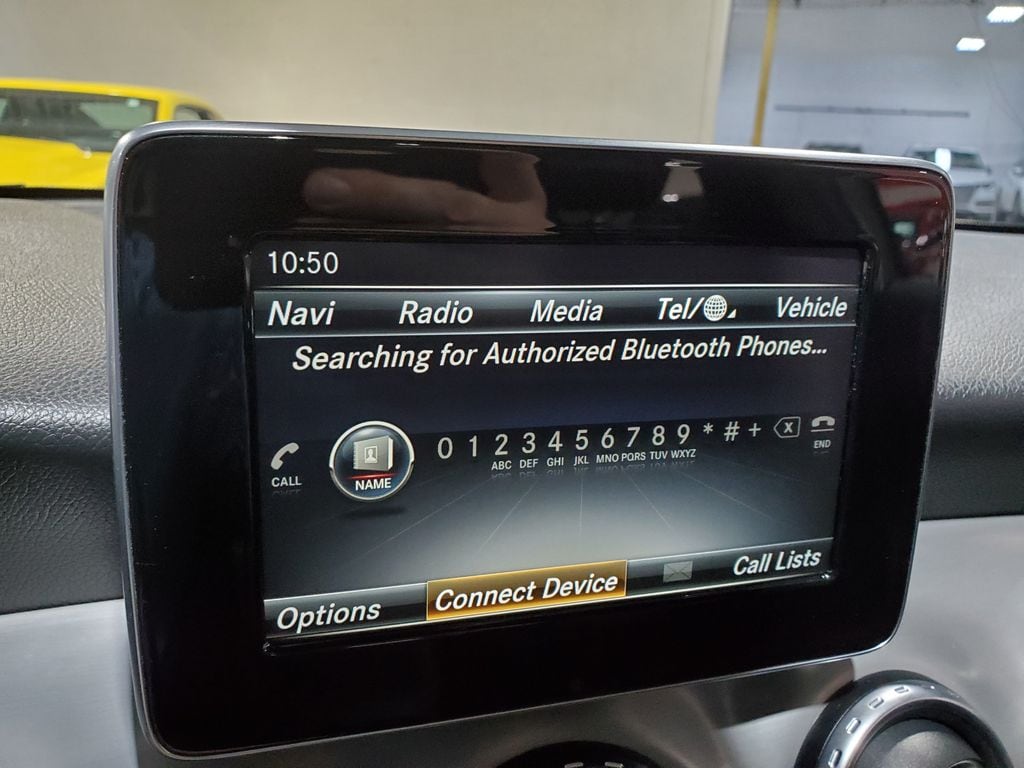 10:50
Navi Radio Media Tel/ Vehicle
Searching for Authorized Bluetooth Phones...
0 1 2 3 4 5 6 7 8 9 * # + X
ABC DEF GHI JKL MNO PQRS TUV WXYZ
CALL NAME END
Options Connect Device Call Lists